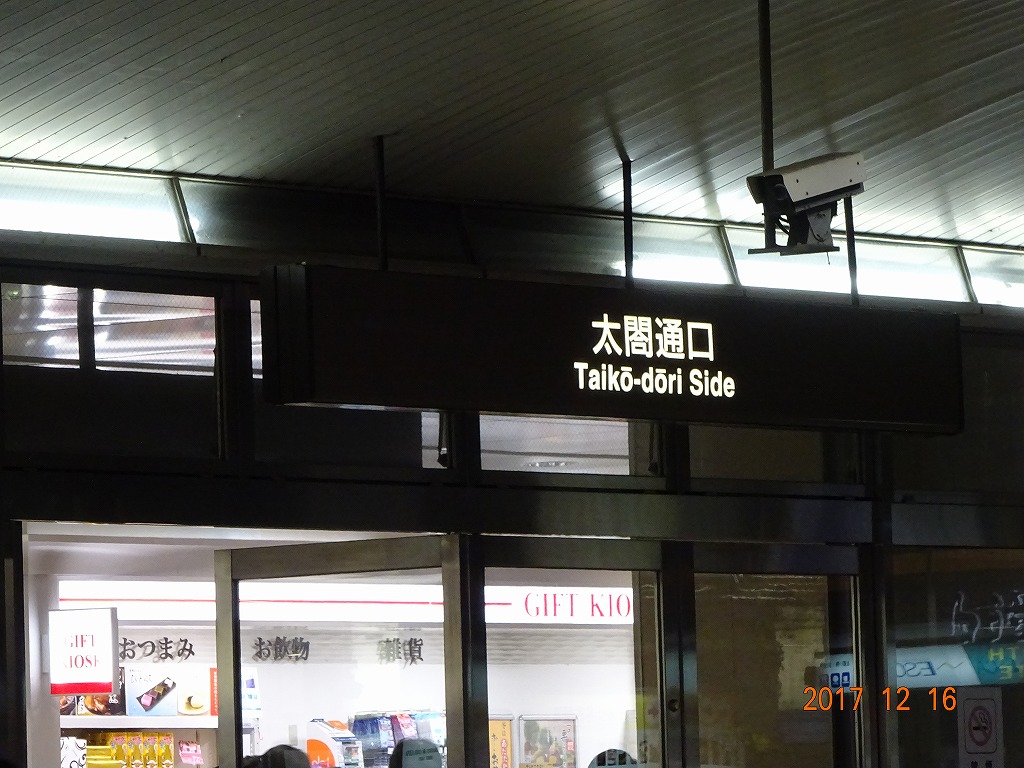 太閤通口
Taikō-dōri Side
GIFT KIO
GIFT
KIOSK
おつまみ
お飲物
雑貨
2017 12 16